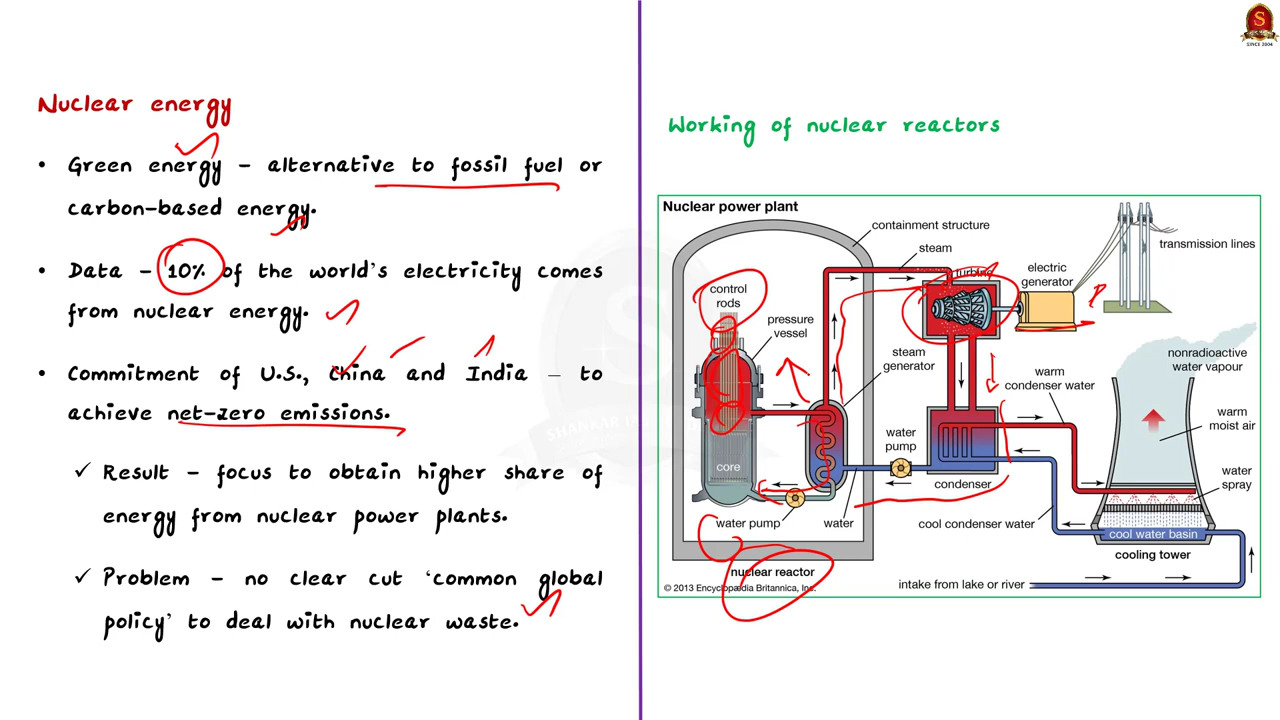 Nuclear energy
• Green energy – alternative to fossil fuel or
carbon-based energy.
• Data – 10% of the world's electricity comes
from nuclear energy.
• Commitment of U.S., China and India – to
achieve net-zero emissions.
✓ Result – focus to obtain higher share of
energy from nuclear power plants.
✓ Problem – no clear cut 'common global
policy' to deal with nuclear waste.
S
SINCE 2004
Working of nuclear reactors
Nuclear power plant
containment structure
steam
turbine
electric
generator
transmission lines
control
rods
pressure
vessel
steam
generator
core
water pump
water
water
pump
condenser
warm
condenser water
cool condenser water
nonradioactive
water vapour
warm
moist air
water
spray
cool water basin
cooling tower
intake from lake or river
nuclear reactor
© 2013 Encyclopædia Britannica, Inc.